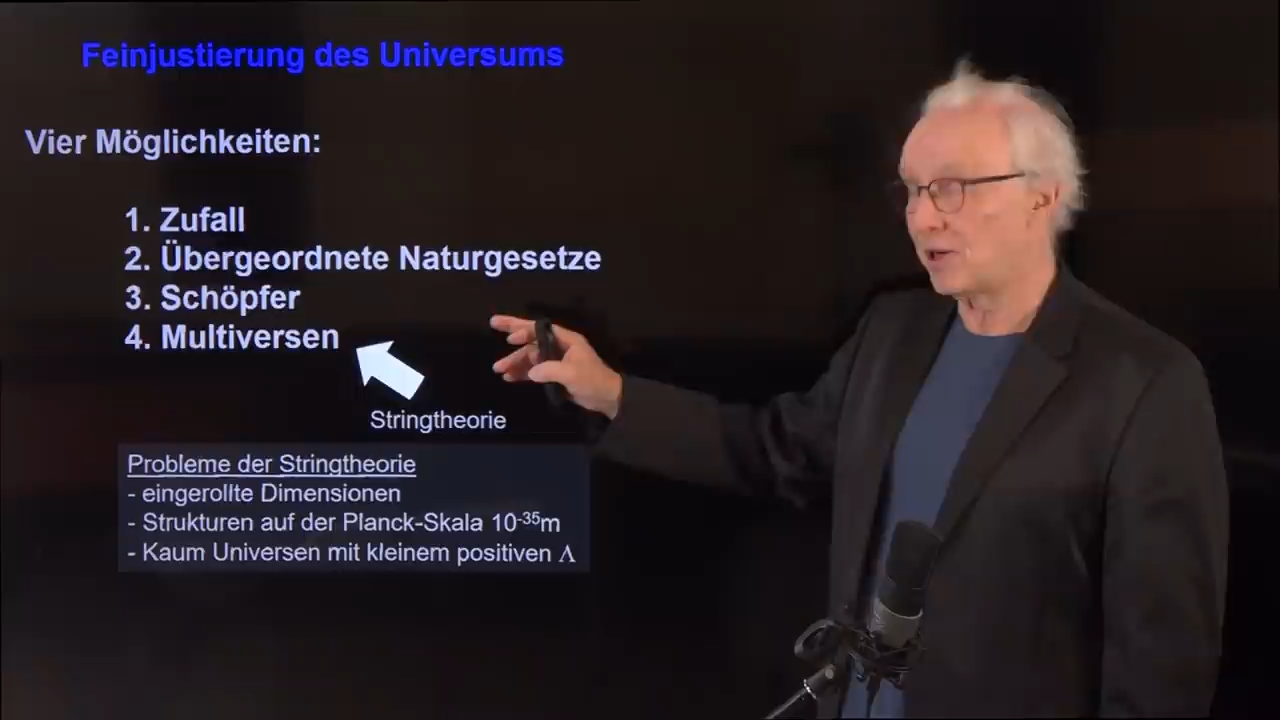 Feinjustierung des Universums
Vier Möglichkeiten:
1. Zufall
2. Übergeordnete Naturgesetze
3. Schöpfer
4. Multiversen
Stringtheorie
Probleme der Stringtheorie
- eingerollte Dimensionen
- Strukturen auf der Planck-Skala 10⁻³⁵m
- Kaum Universen mit kleinem positiven Λ